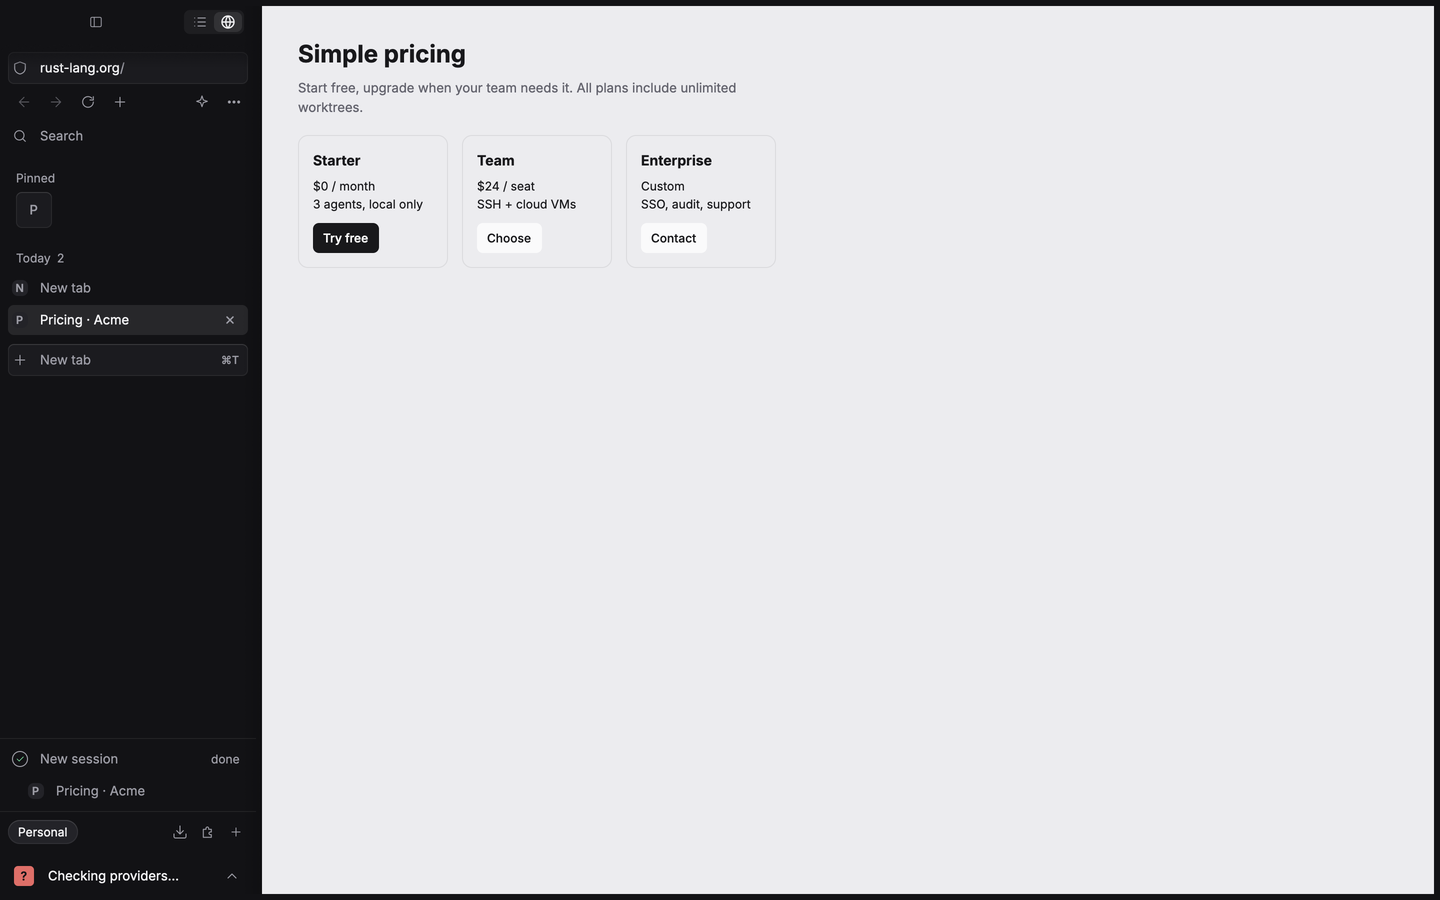 rust-lang.org/
Search
Pinned
P
Today 2
N New tab
P Pricing · Acme
New tab ⌘T
New session done
P Pricing · Acme
Personal
? Checking providers...
Simple pricing
Start free, upgrade when your team needs it. All plans include unlimited
worktrees.
Starter
$0 / month
3 agents, local only
Try free
Team
$24 / seat
SSH + cloud VMs
Choose
Enterprise
Custom
SSO, audit, support
Contact